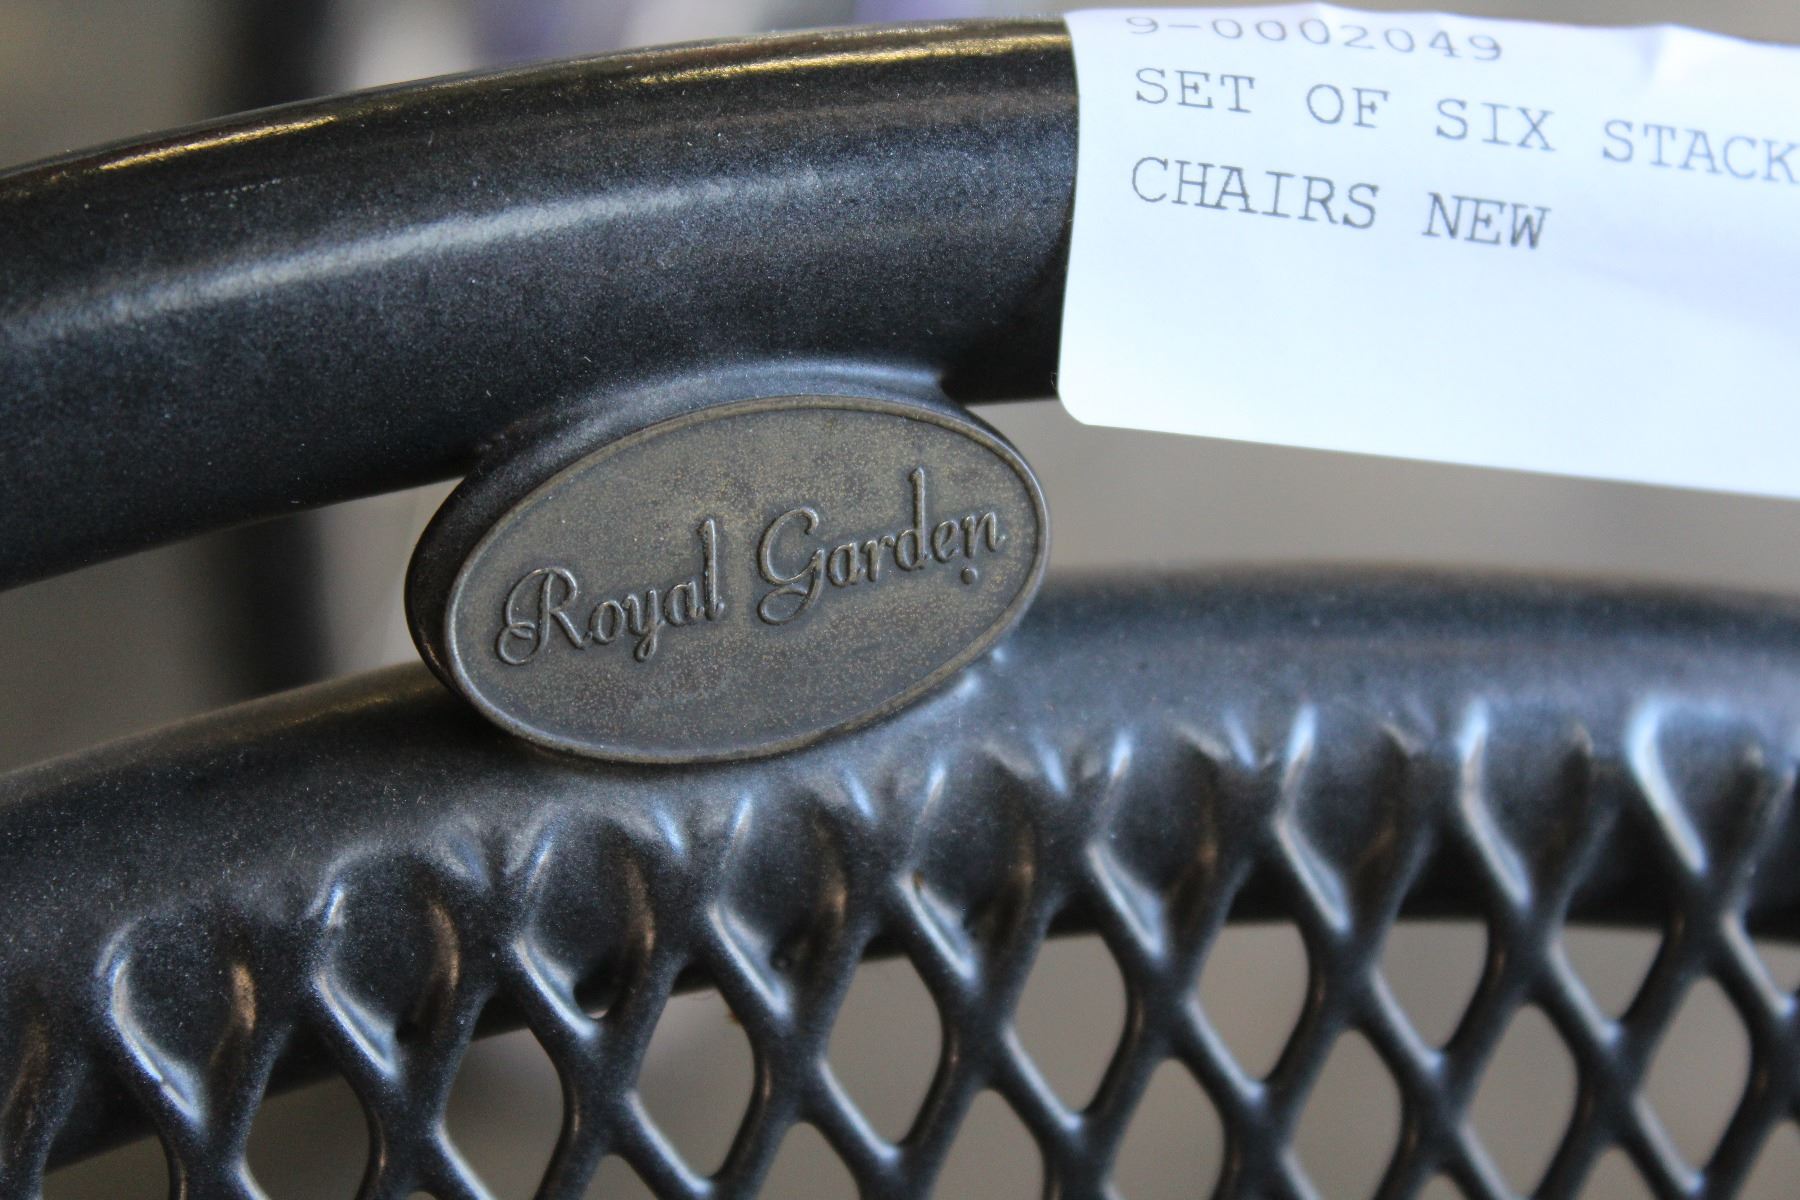 9-0002049
SET OF SIX STACK
CHAIRS NEW
Royal Garden